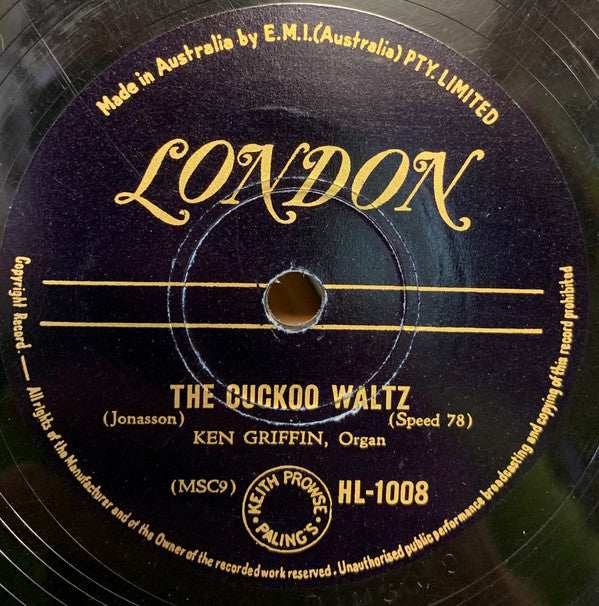 Made in Australia by E.M.I.(Australia) PTY. LIMITED
LONDON
THE CUCKOO WALTZ
(Jonasson) (Speed 78)
KEN GRIFFIN, Organ
(MSC9) HL-1008
KEITH PROWSE
PALING'S
Copyright Record. — All rights of the Manufacturer and of the Owner of the recorded work reserved. Unauthorised public performance broadcasting and copying of this record prohibited